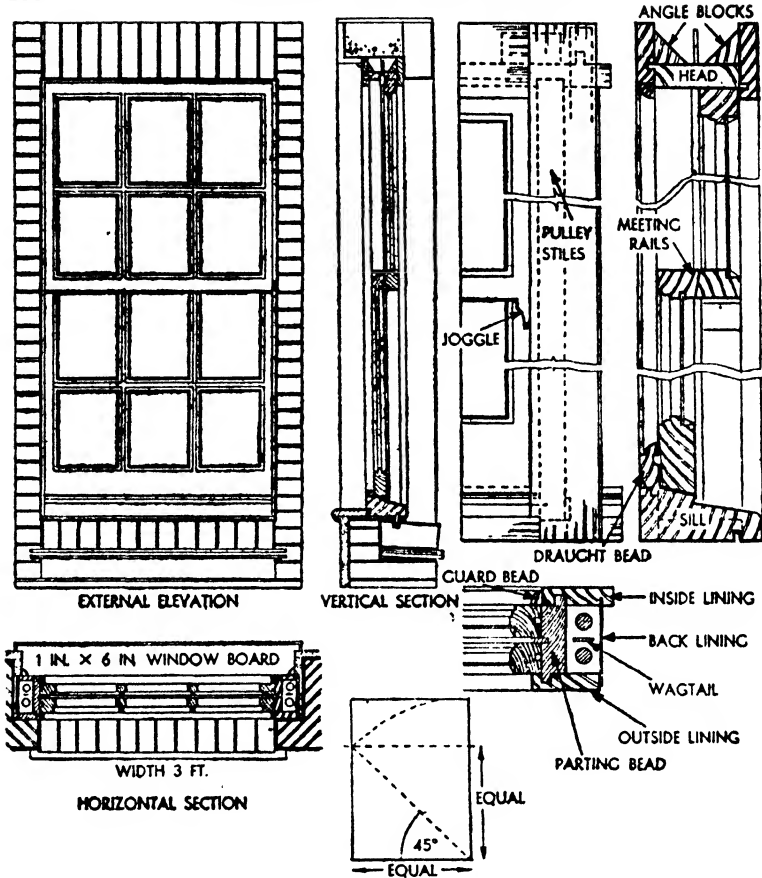 ANGLE BLOCKS
HEAD
PULLEY
STILES
MEETING
RAILS
JOGGLE
SILL
DRAUGHT BEAD
EXTERNAL ELEVATION
VERTICAL SECTION
GUARD BEAD
INSIDE LINING
BACK LINING
WAGTAIL
OUTSIDE LINING
PARTING BEAD
1 IN. × 6 IN. WINDOW BOARD
WIDTH 3 FT.
HORIZONTAL SECTION
EQUAL
45°
EQUAL